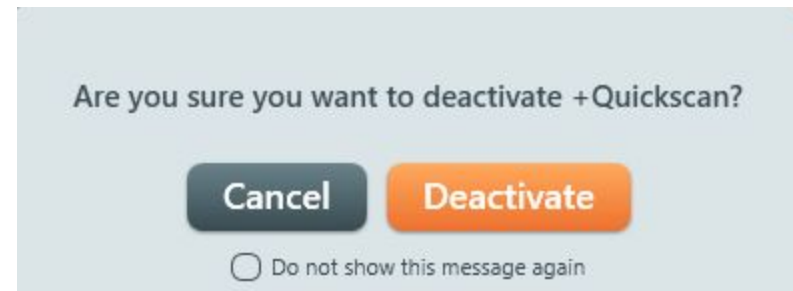 Are you sure you want to deactivate +Quickscan?
Cancel Deactivate
Do not show this message again